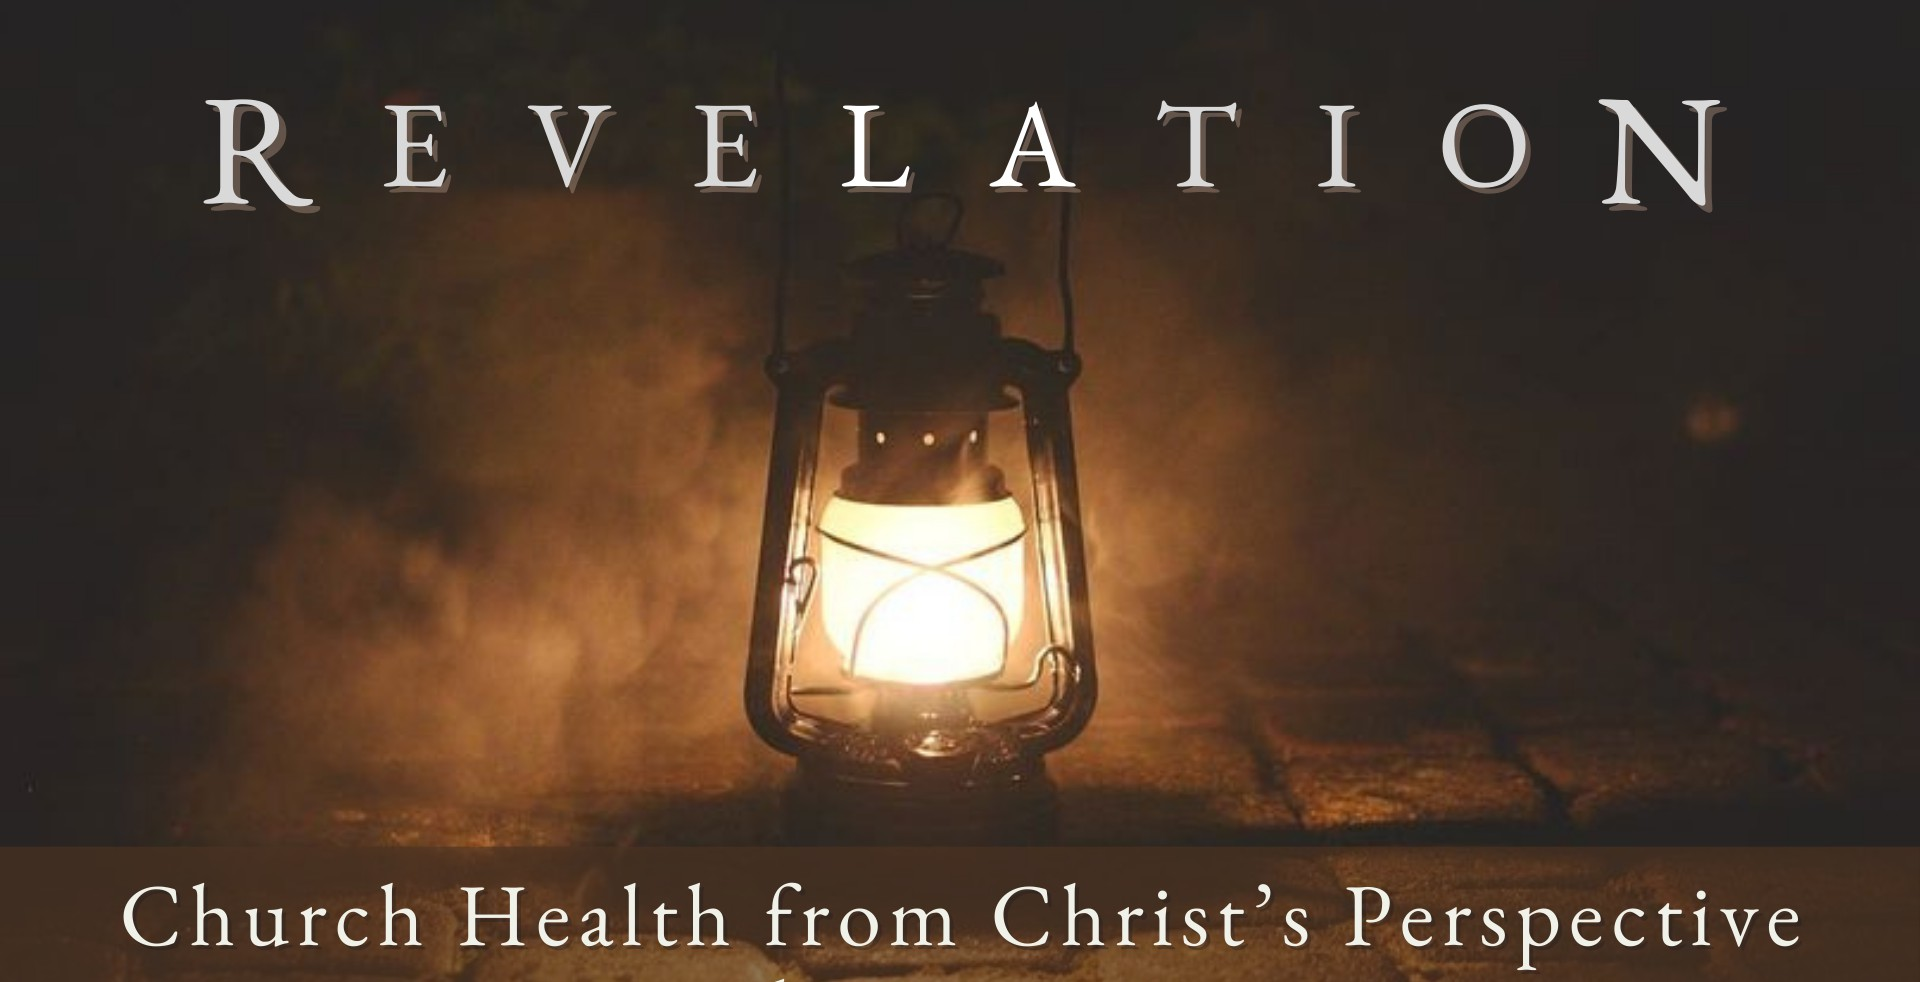 REVELATION
Church Health from Christ’s Perspective